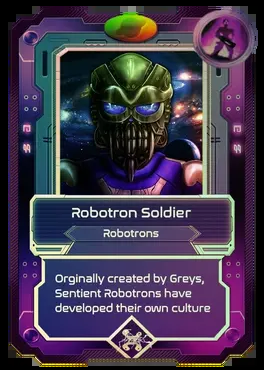 Robotron Soldier
Robotrons
Orginally created by Greys,
Sentient Robotrons have
developed their own culture